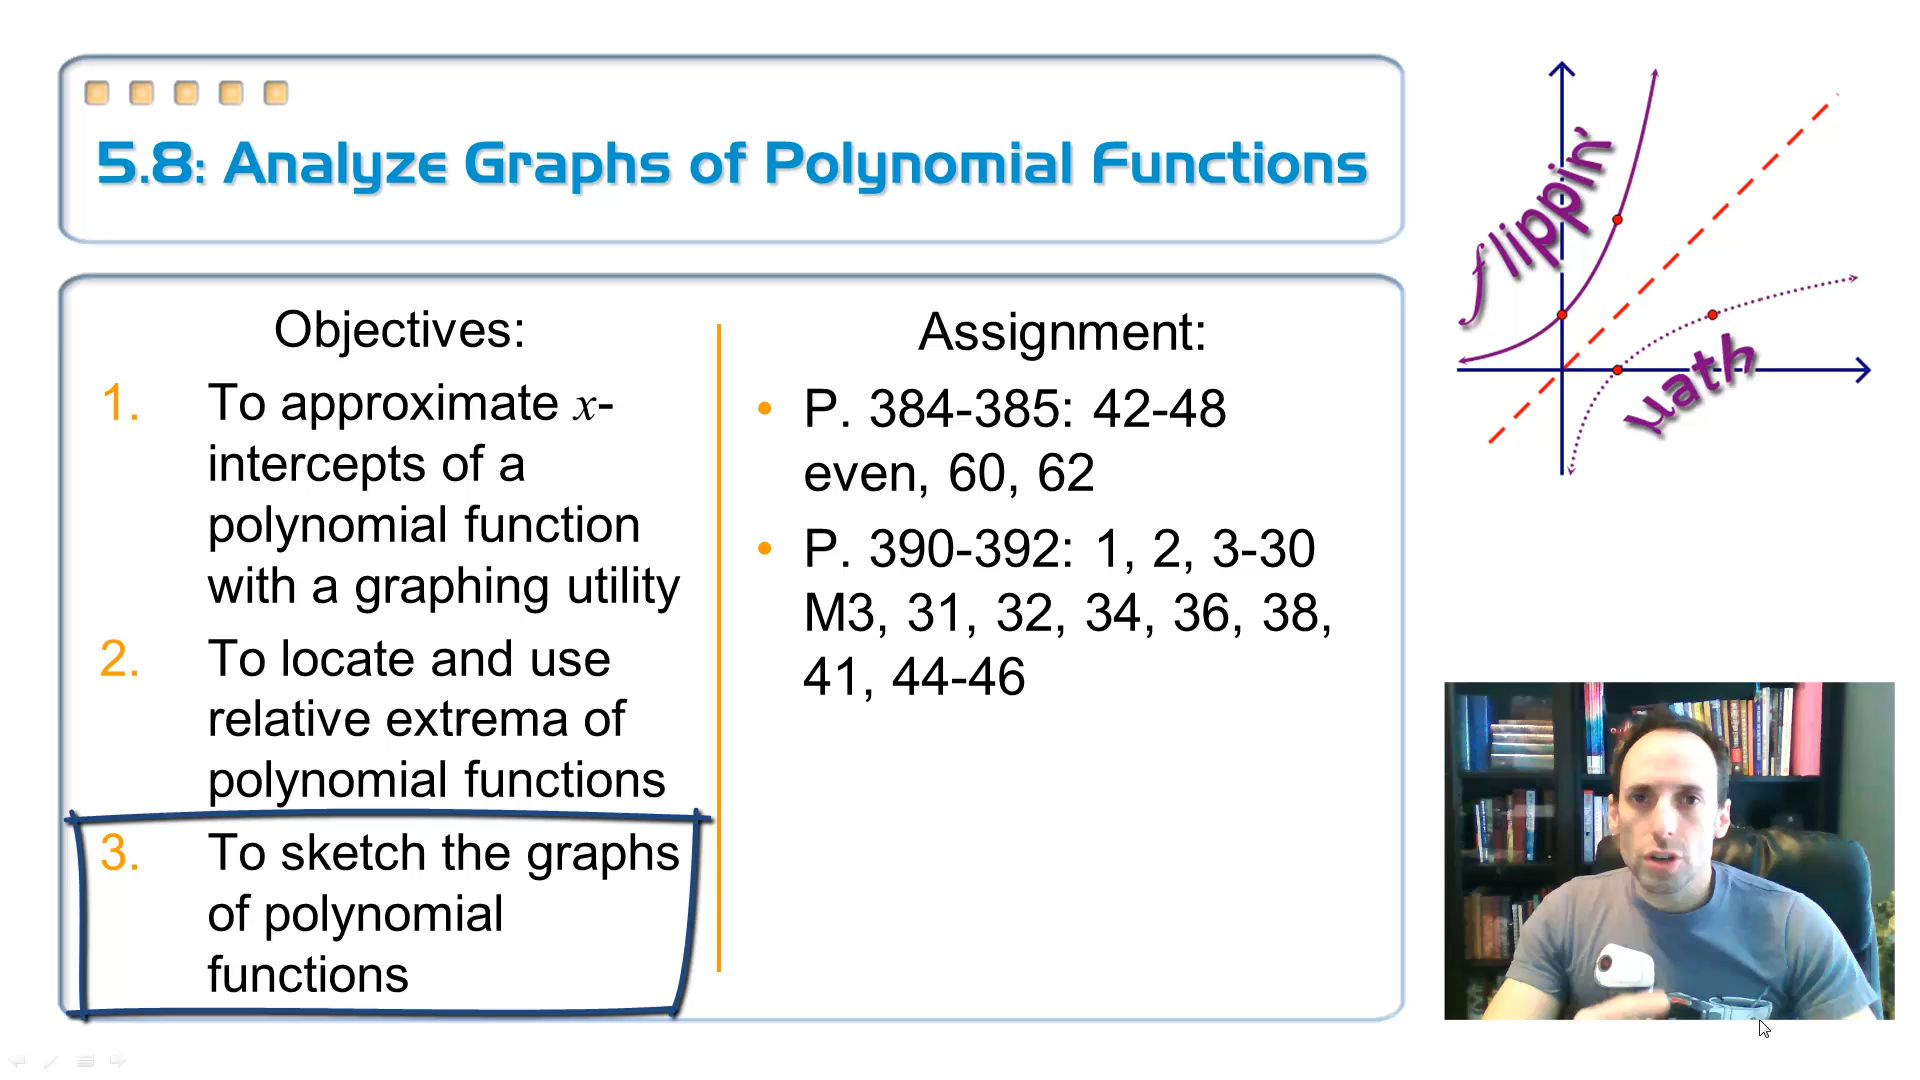 5.8: Analyze Graphs of Polynomial Functions
Objectives:
1. To approximate x-
intercepts of a
polynomial function
with a graphing utility
2. To locate and use
relative extrema of
polynomial functions
3. To sketch the graphs
of polynomial
functions
Assignment:
• P. 384-385: 42-48
even, 60, 62
• P. 390-392: 1, 2, 3-30
M3, 31, 32, 34, 36, 38,
41, 44-46
flippin'
math